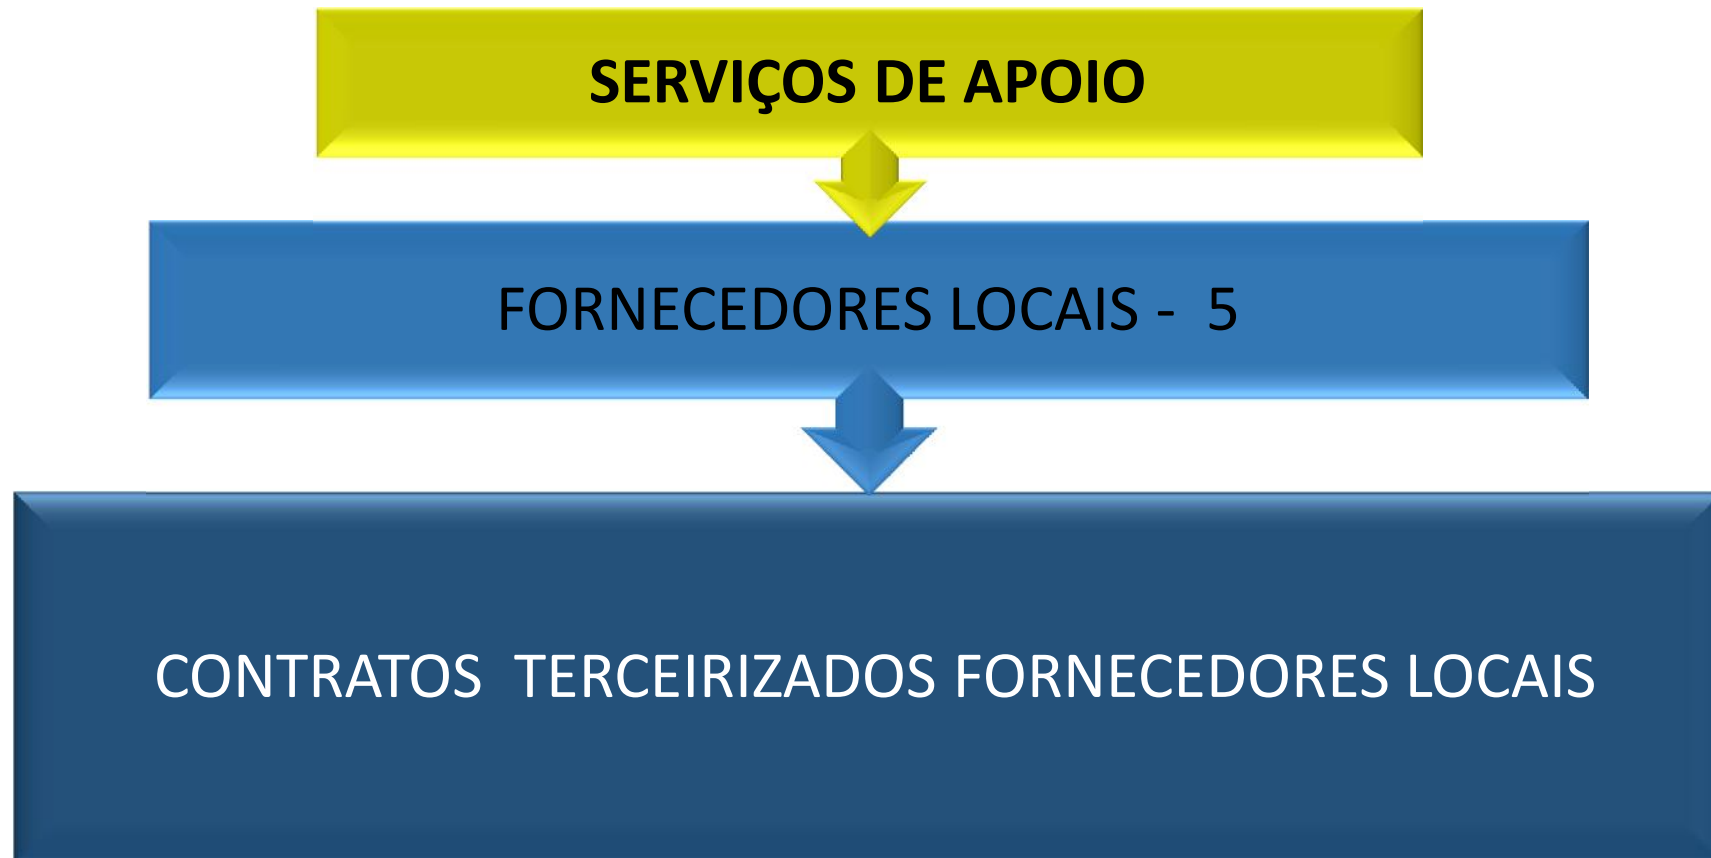 SERVIÇOS DE APOIO
FORNECEDORES LOCAIS -  5
CONTRATOS  TERCEIRIZADOS FORNECEDORES LOCAIS